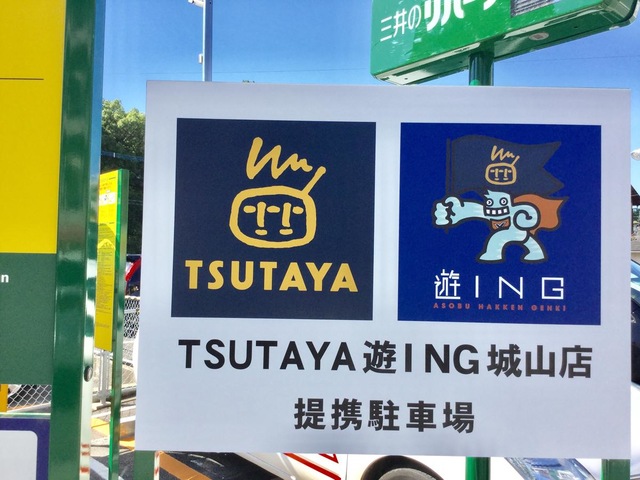 三井のリパーク
TSUTAYA
遊ING
ASOBU HAKKEN GENKI
TSUTAYA遊ING城山店
提携駐車場